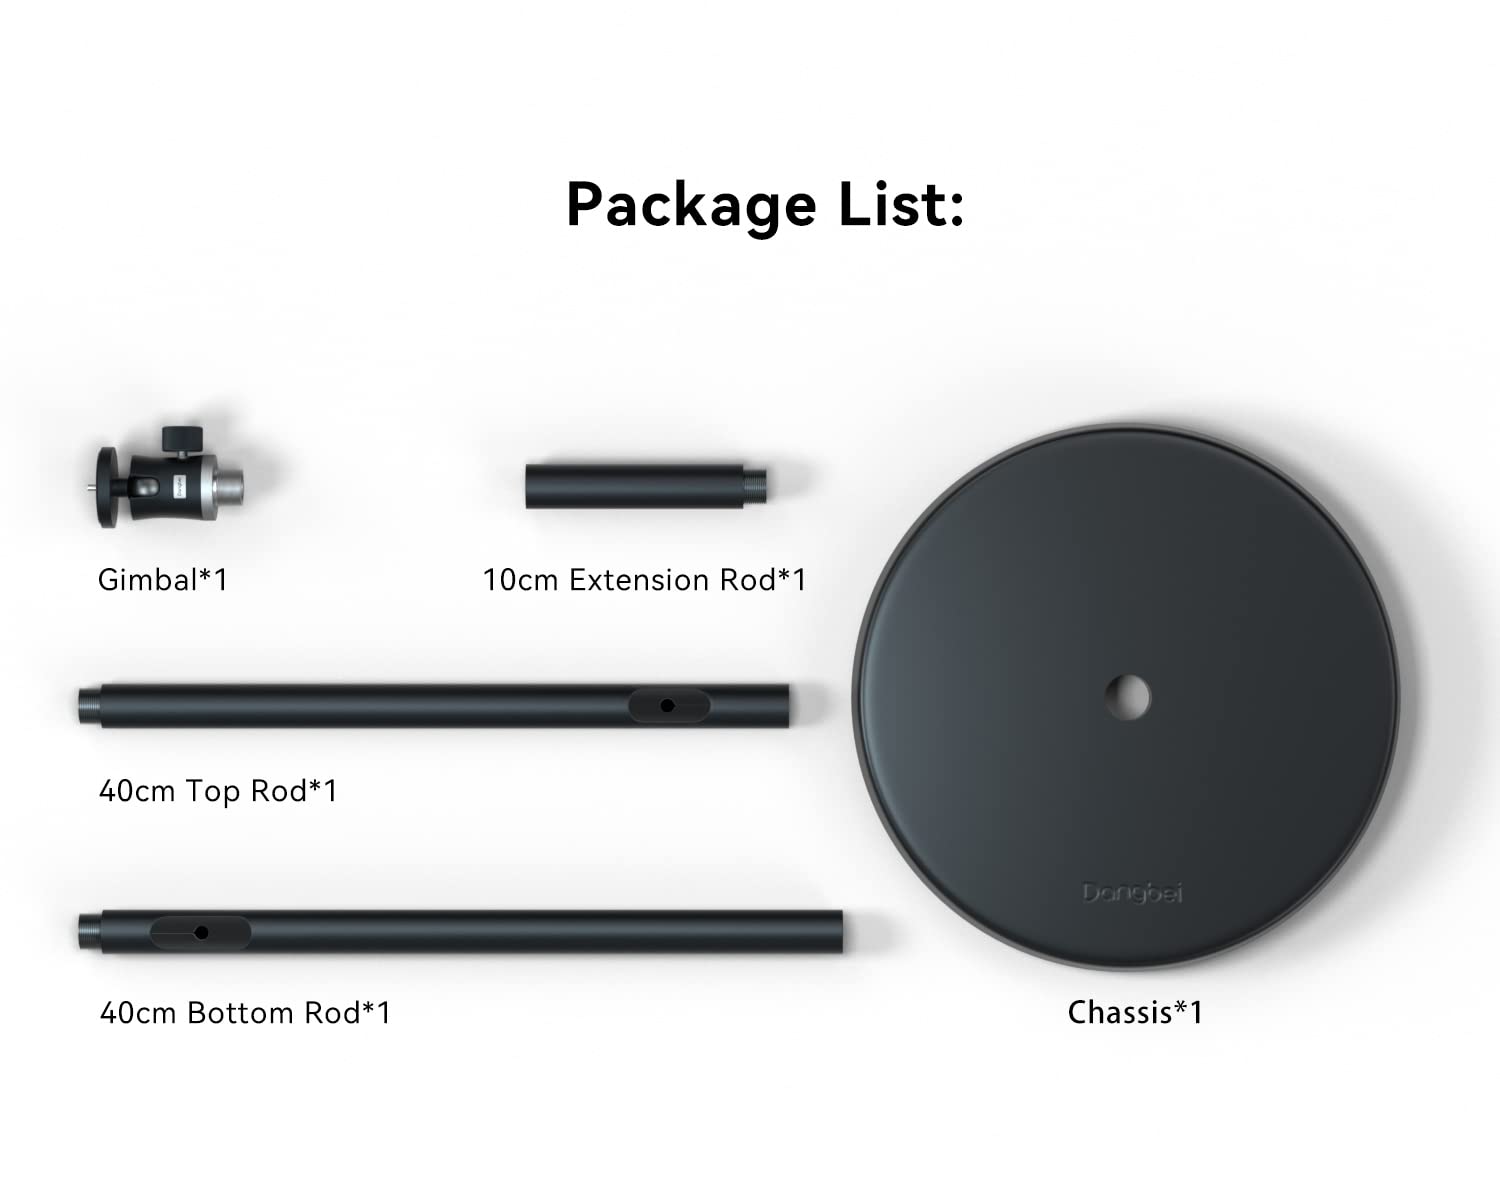 Package List:
Gimbal*1
10cm Extension Rod*1
40cm Top Rod*1
40cm Bottom Rod*1
Dangbei
Chassis*1
Dangbei